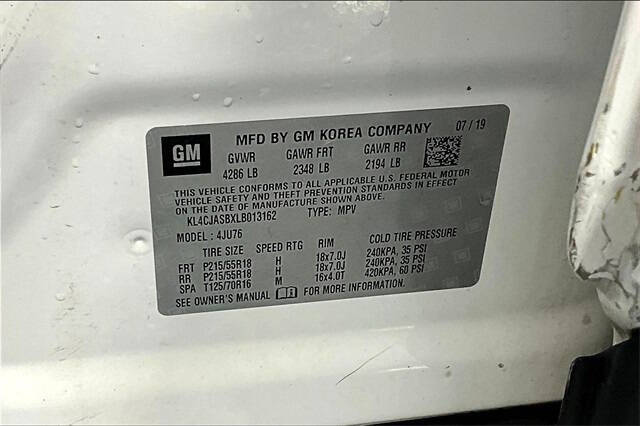 GM
MFD BY GM KOREA COMPANY 07 / 19
GVWR GAWR FRT GAWR RR
4286 LB 2348 LB 2194 LB
THIS VEHICLE CONFORMS TO ALL APPLICABLE U.S. FEDERAL MOTOR
VEHICLE SAFETY AND THEFT PREVENTION STANDARDS IN EFFECT
ON THE DATE OF MANUFACTURE SHOWN ABOVE.
KL4CJASBXLB013162 TYPE: MPV
MODEL : 4JU76
TIRE SIZE SPEED RTG RIM COLD TIRE PRESSURE
FRT P215/55R18 H 18x7.0J 240KPA, 35 PSI
RR P215/55R18 H 18x7.0J 240KPA, 35 PSI
SPA T125/70R16 M 16x4.0T 420KPA, 60 PSI
SEE OWNER'S MANUAL FOR MORE INFORMATION.